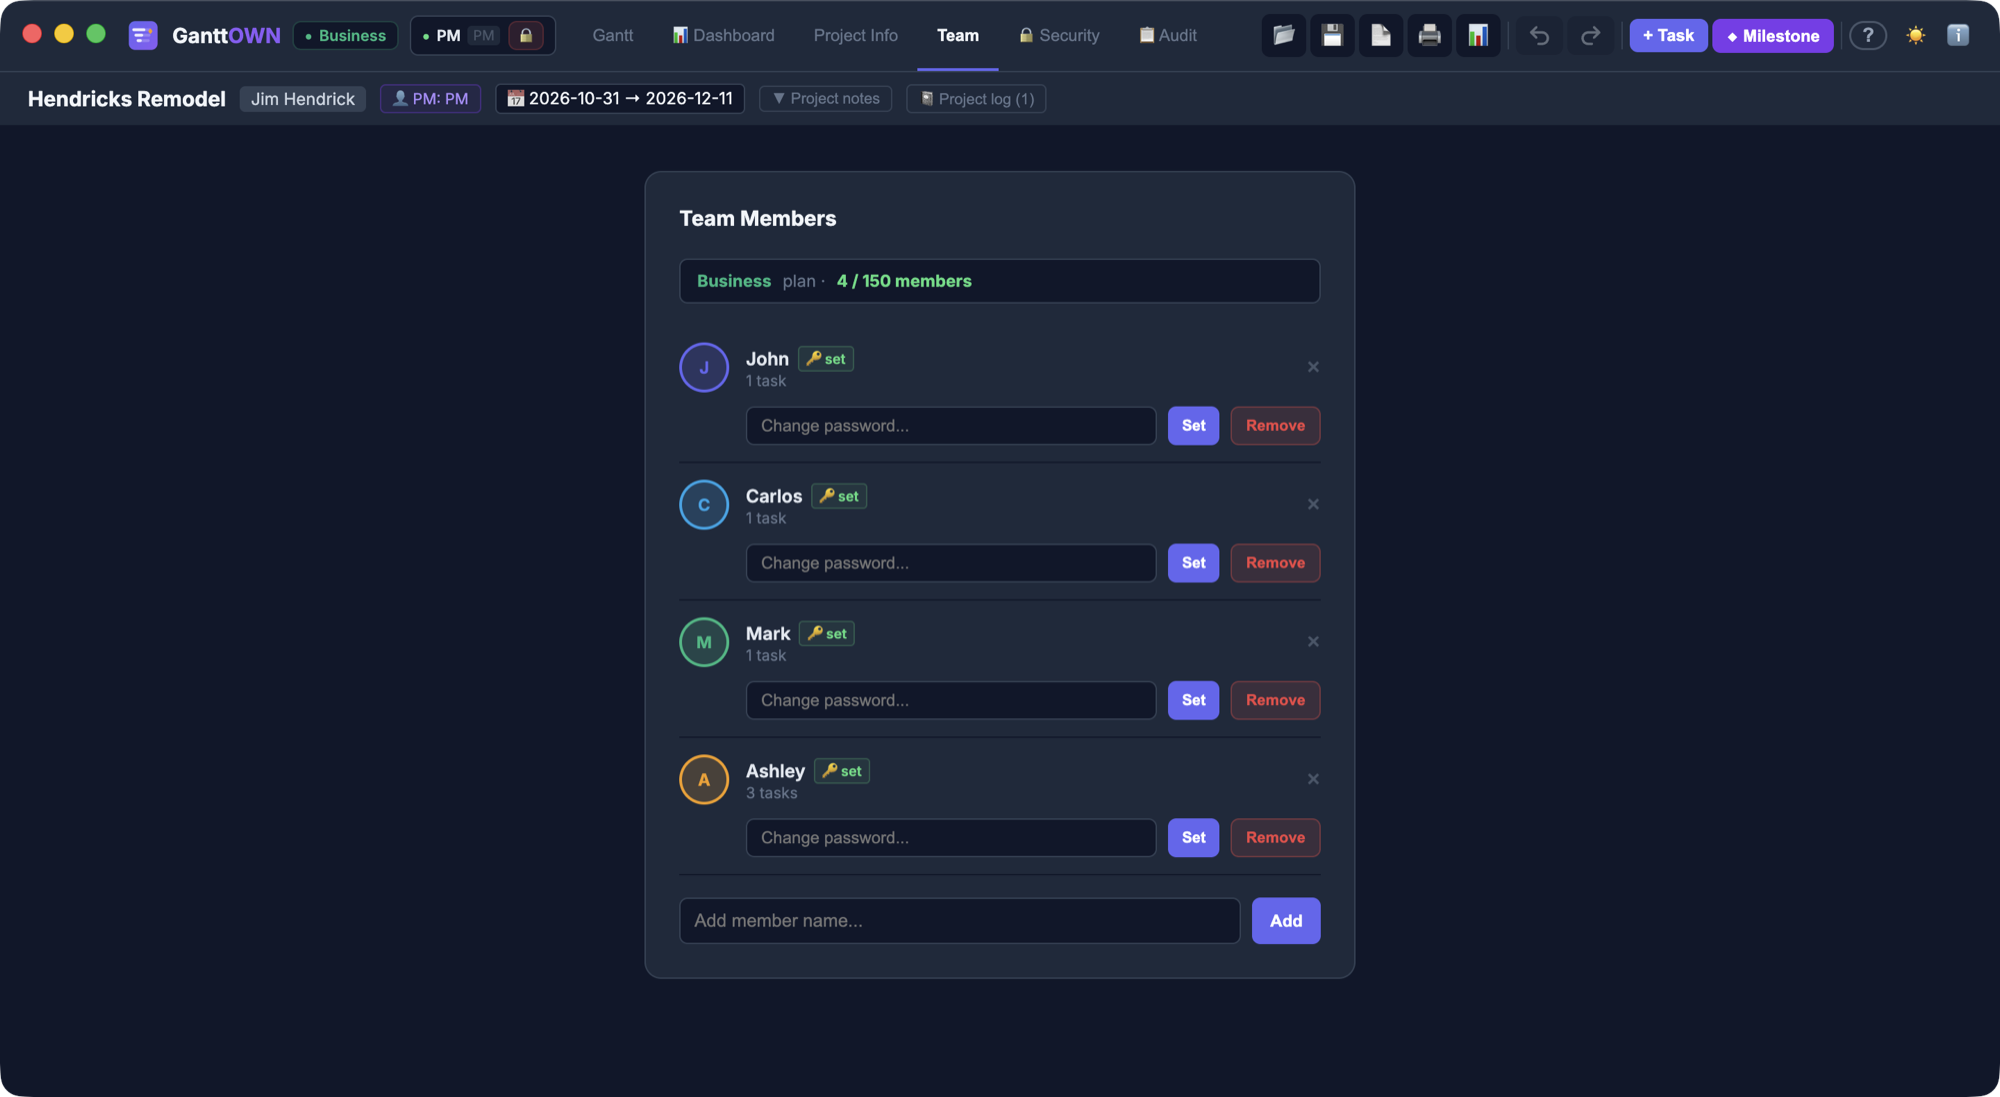 GanttOWN • Business • PM PM Gantt Dashboard Project Info Team Security Audit + Task ◆ Milestone ? i
Hendricks Remodel Jim Hendrick PM: PM 2026-10-31 → 2026-12-11 ▼ Project notes Project log (1)
Team Members
Business plan · 4 / 150 members
J John set
1 task
Change password... Set Remove
C Carlos set
1 task
Change password... Set Remove
M Mark set
1 task
Change password... Set Remove
A Ashley set
3 tasks
Change password... Set Remove
Add member name... Add